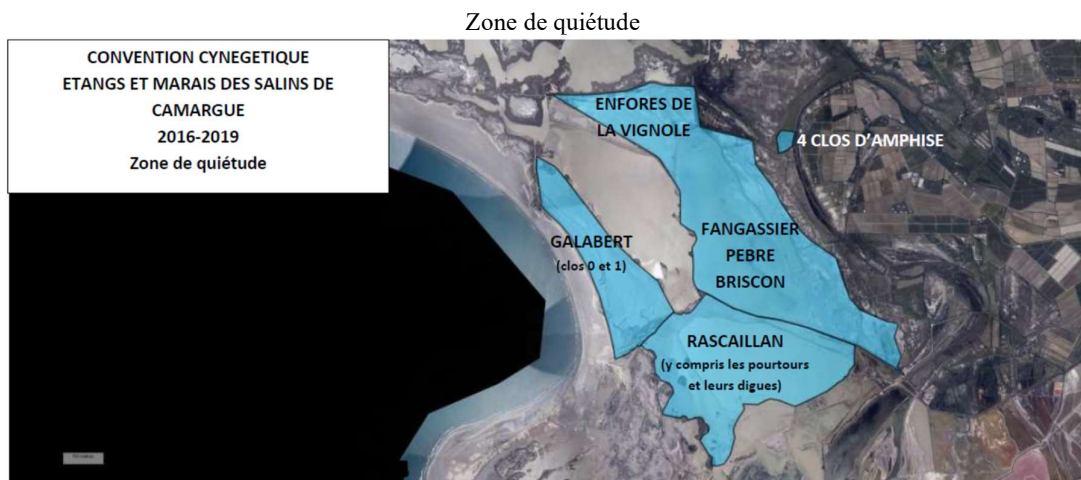 Zone de quiétude
CONVENTION CYNEGETIQUE
ETANGS ET MARAIS DES SALINS DE
CAMARGUE
2016-2019
Zone de quiétude
ENFORES DE
LA VIGNOLE
4 CLOS D'AMPHISE
GALABERT
(clos 0 et 1)
FANGASSIER
PEBRE
BRISCON
RASCAILLAN
(y compris les pourtours
et leurs digues)